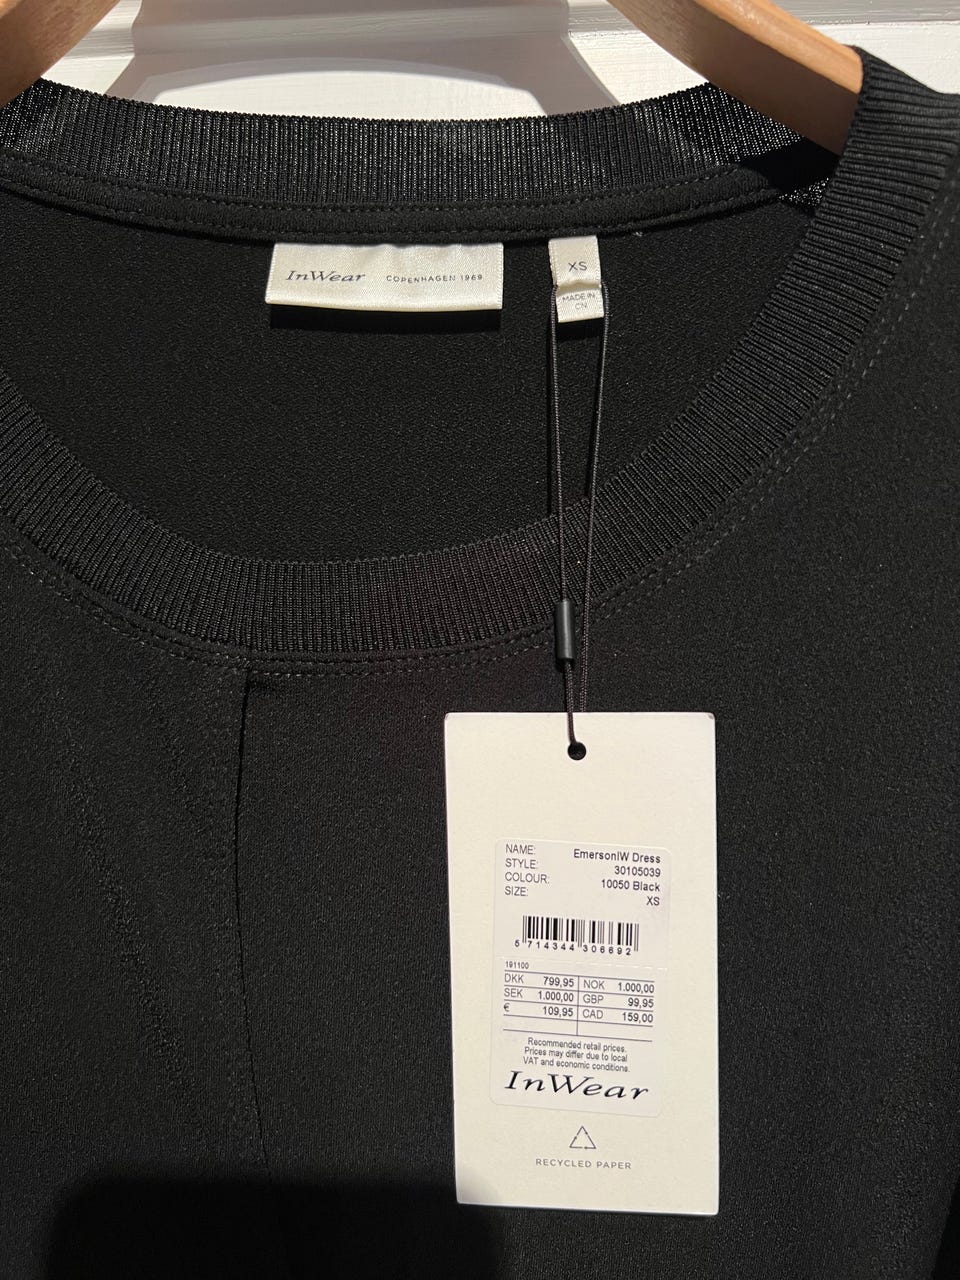 InWear COPENHAGEN 1969
XS
MADE IN
CN
NAME: EmersonIW Dress
STYLE: 30105039
COLOUR: 10050 Black
SIZE: XS
5 714344 306692
191100
DKK 799,95 NOK 1.000,00
SEK 1.000,00 GBP 99,95
€ 109,95 CAD 159,00
Recommended retail prices.
Prices may differ due to local
VAT and economic conditions.
InWear
RECYCLED PAPER